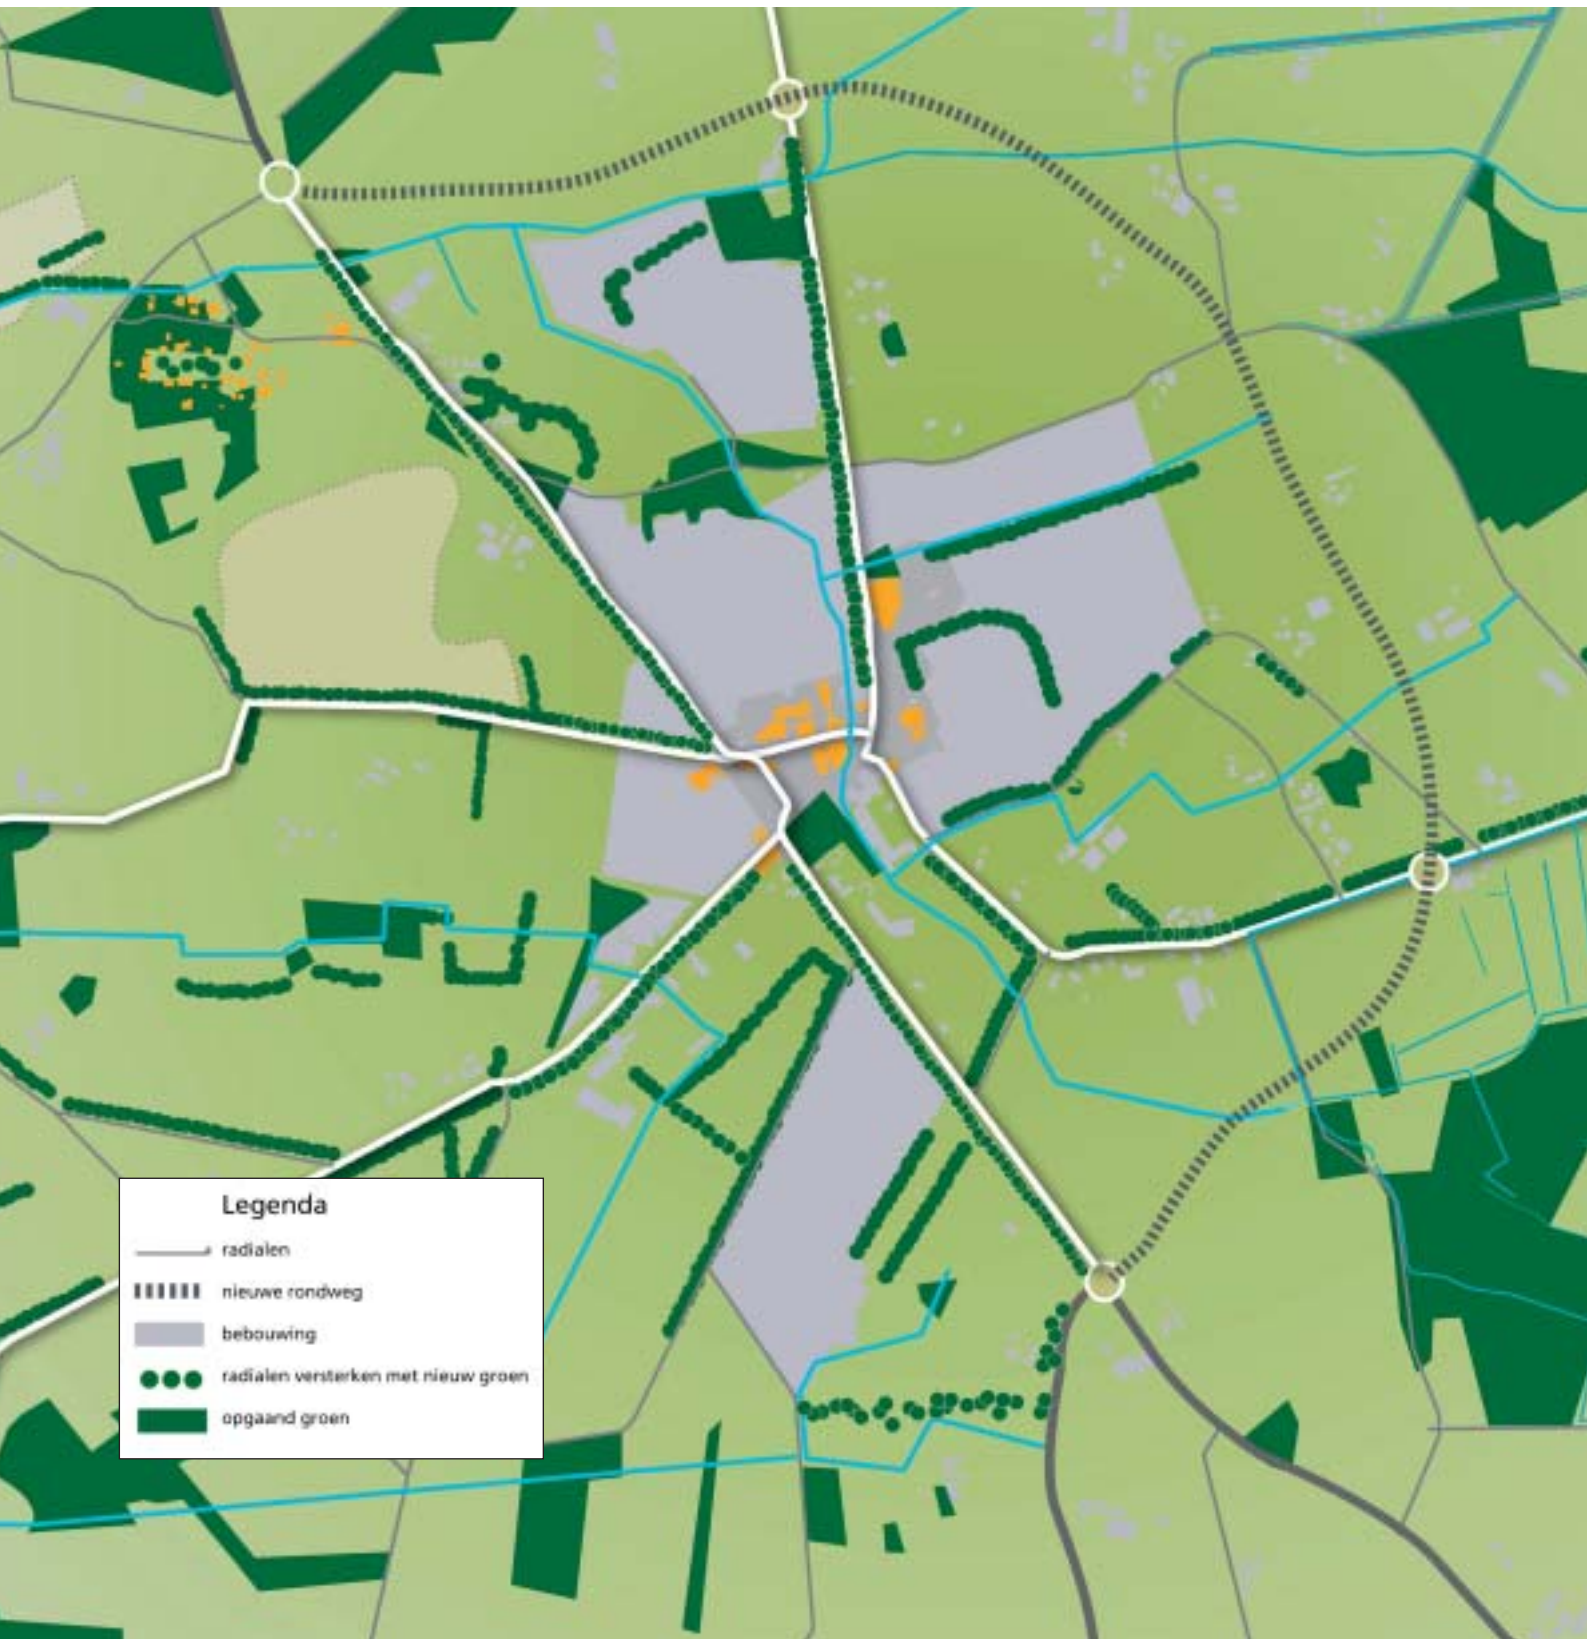 Legenda
radialen
nieuwe rondweg
bebouwing
radialen versterken met nieuw groen
opgaand groen